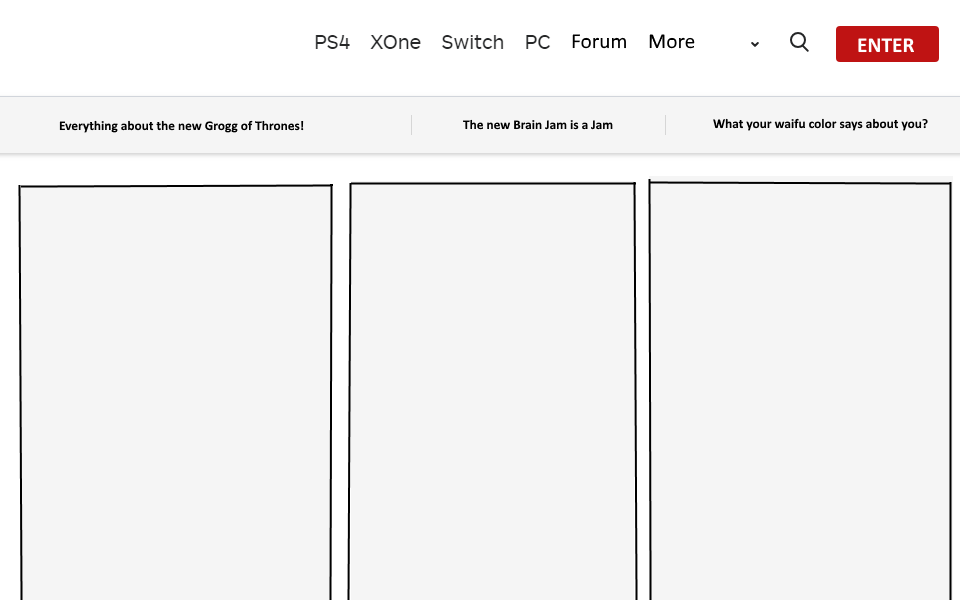 PS4 XOne Switch PC Forum More ENTER
Everything about the new Grogg of Thrones! The new Brain Jam is a Jam What your waifu color says about you?